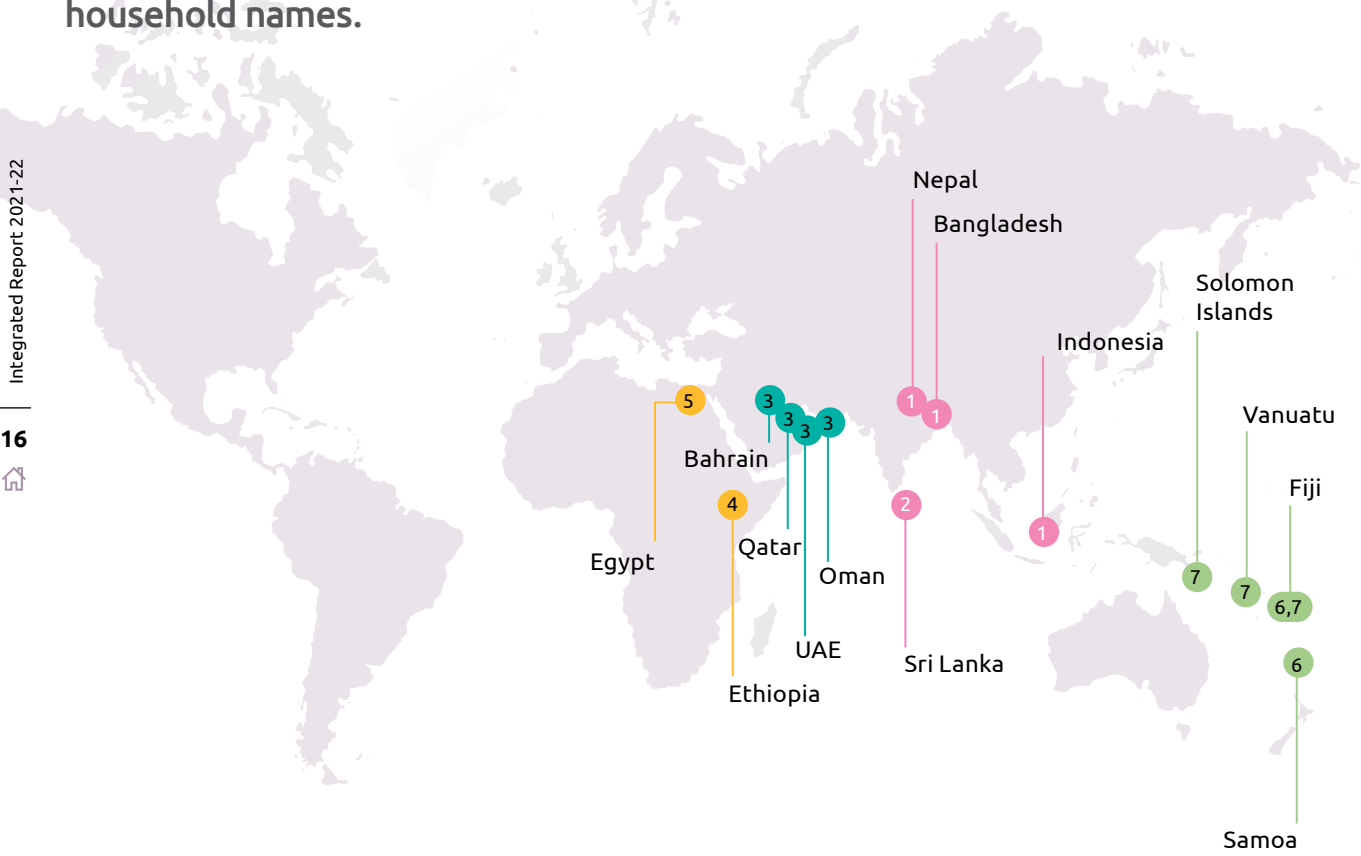 household names.
Integrated Report 2021-22
16
Nepal
Bangladesh
Solomon
Islands
Indonesia
5
3
3
3
3
1
1
Vanuatu
Bahrain
Fiji
4
2
1
Qatar
Egypt
Oman
7
7
6,7
UAE
Sri Lanka
6
Ethiopia
Samoa